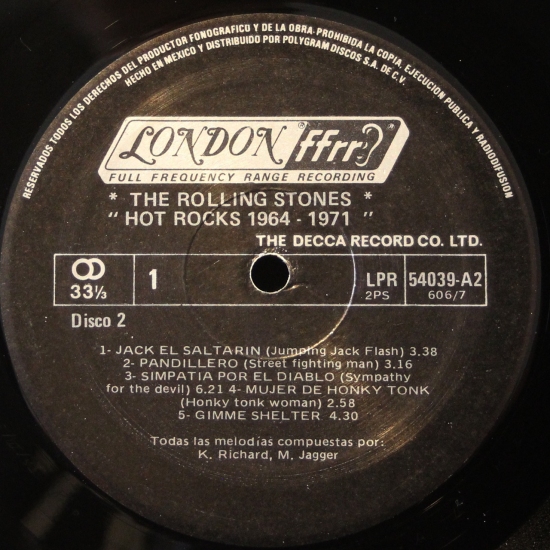 RESERVADOS TODOS LOS DERECHOS DEL PRODUCTOR FONOGRAFICO Y DE LA OBRA-PROHIBIDA LA COPIA, EJECUCION PUBLICA Y RADIODIFUSION
HECHO EN MEXICO Y DISTRIBUIDO POR POLYGRAM DISCOS S.A. DE C.V.
LONDON ffrr
FULL FREQUENCY RANGE RECORDING
* THE ROLLING STONES *
" HOT ROCKS 1964 - 1971 "
THE DECCA RECORD CO. LTD.
33⅓ 1 LPR 54039-A2
2PS 606/7
Disco 2
1- JACK EL SALTARIN (Jumping Jack Flash) 3.38
2- PANDILLERO (Street fighting man) 3.16
3- SIMPATIA POR EL DIABLO (Sympathy
for the devil) 6.21 4- MUJER DE HONKY TONK
(Honky tonk woman) 2.58
5- GIMME SHELTER 4.30
Todas las melodías compuestas por:
K. Richard, M. Jagger